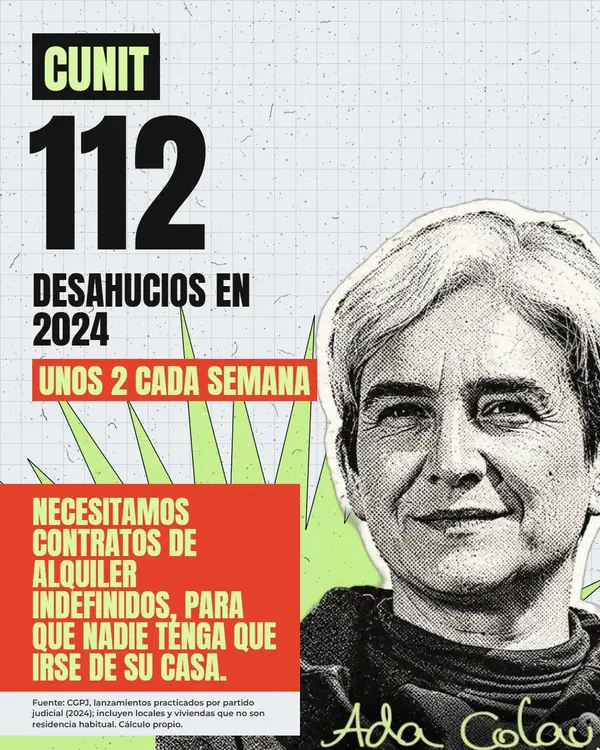 CUNIT
112
DESAHUCIOS EN
2024
UNOS 2 CADA SEMANA
NECESITAMOS
CONTRATOS DE
ALQUILER
INDEFINIDOS, PARA
QUE NADIE TENGA QUE
IRSE DE SU CASA.
Fuente: CGPJ, lanzamientos practicados por partido
judicial (2024); incluyen locales y viviendas que no son
residencia habitual. Cálculo propio.
Ada Colau